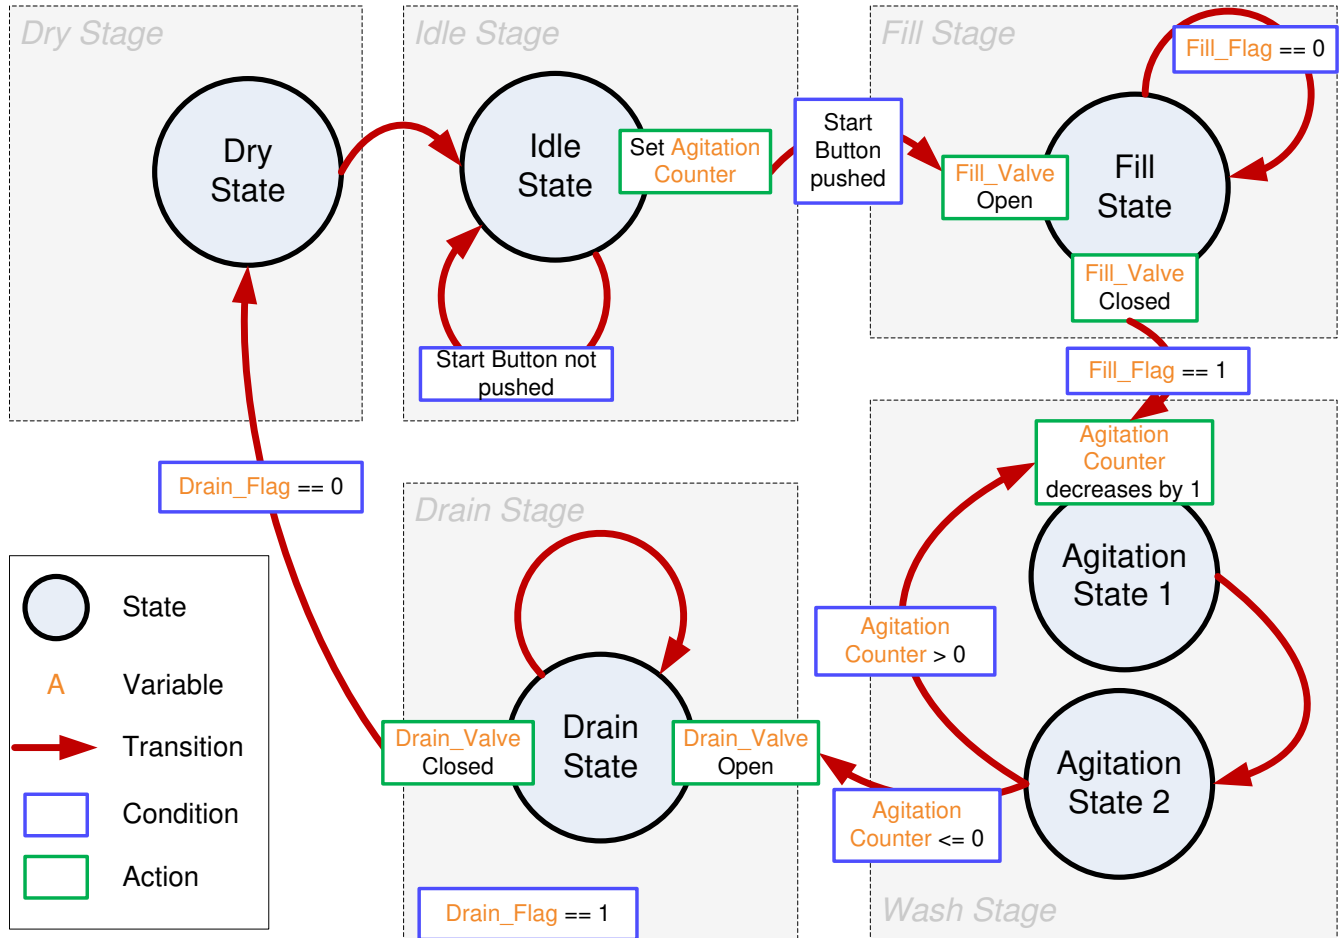 Dry Stage
Dry
State
Idle Stage
Idle
State
Set Agitation
Counter
Start Button not
pushed
Start
Button
pushed
Fill Stage
Fill_Flag == 0
Fill_Valve
Open
Fill
State
Fill_Valve
Closed
Fill_Flag == 1
Agitation
Counter
decreases by 1
Agitation
State 1
Agitation
Counter > 0
Agitation
State 2
Agitation
Counter <= 0
Wash Stage
Drain Stage
Drain_Valve
Open
Drain
State
Drain_Valve
Closed
Drain_Flag == 1
Drain_Flag == 0
State
A
Variable
Transition
Condition
Action